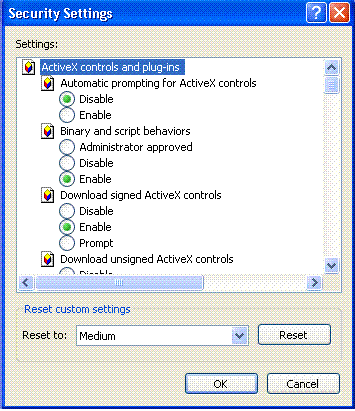 Security Settings
Settings:
ActiveX controls and plug-ins
Automatic prompting for ActiveX controls
Disable
Enable
Binary and script behaviors
Administrator approved
Disable
Enable
Download signed ActiveX controls
Disable
Enable
Prompt
Download unsigned ActiveX controls
Disable
Reset custom settings
Reset to: Medium Reset
OK Cancel